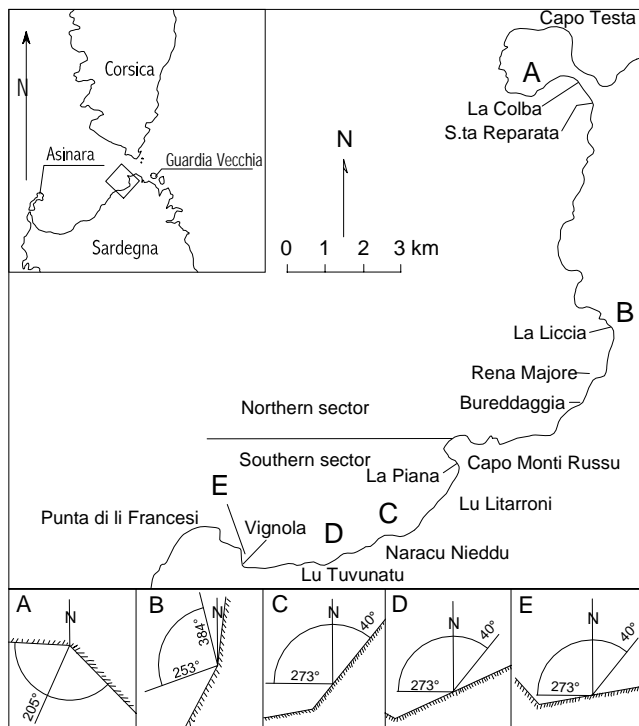 Capo Testa
Corsica
N
A
La Colba
S.ta Reparata
Asinara
Guardia Vecchia
N
Sardegna
0 1 2 3 km
B
La Liccia
Rena Majore
Bureddaggia
Northern sector
Southern sector
Capo Monti Russu
La Piana
E
Lu Litarroni
C
Punta di li Francesi
Vignola
D
Naracu Nieddu
Lu Tuvunatu
A
N
205°
B
N
384°
253°
C
N
40°
273°
D
N
40°
273°
E
N
40°
273°